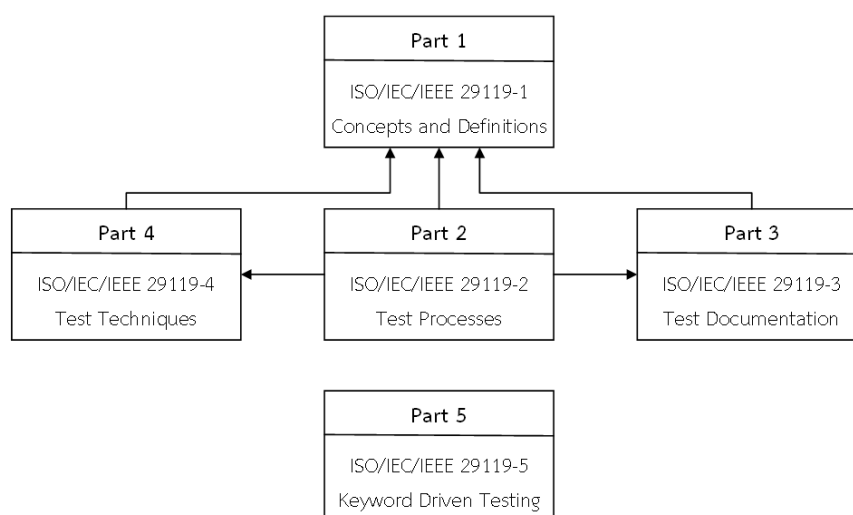 Part 1
ISO/IEC/IEEE 29119-1
Concepts and Definitions
Part 4
ISO/IEC/IEEE 29119-4
Test Techniques
Part 2
ISO/IEC/IEEE 29119-2
Test Processes
Part 3
ISO/IEC/IEEE 29119-3
Test Documentation
Part 5
ISO/IEC/IEEE 29119-5
Keyword Driven Testing